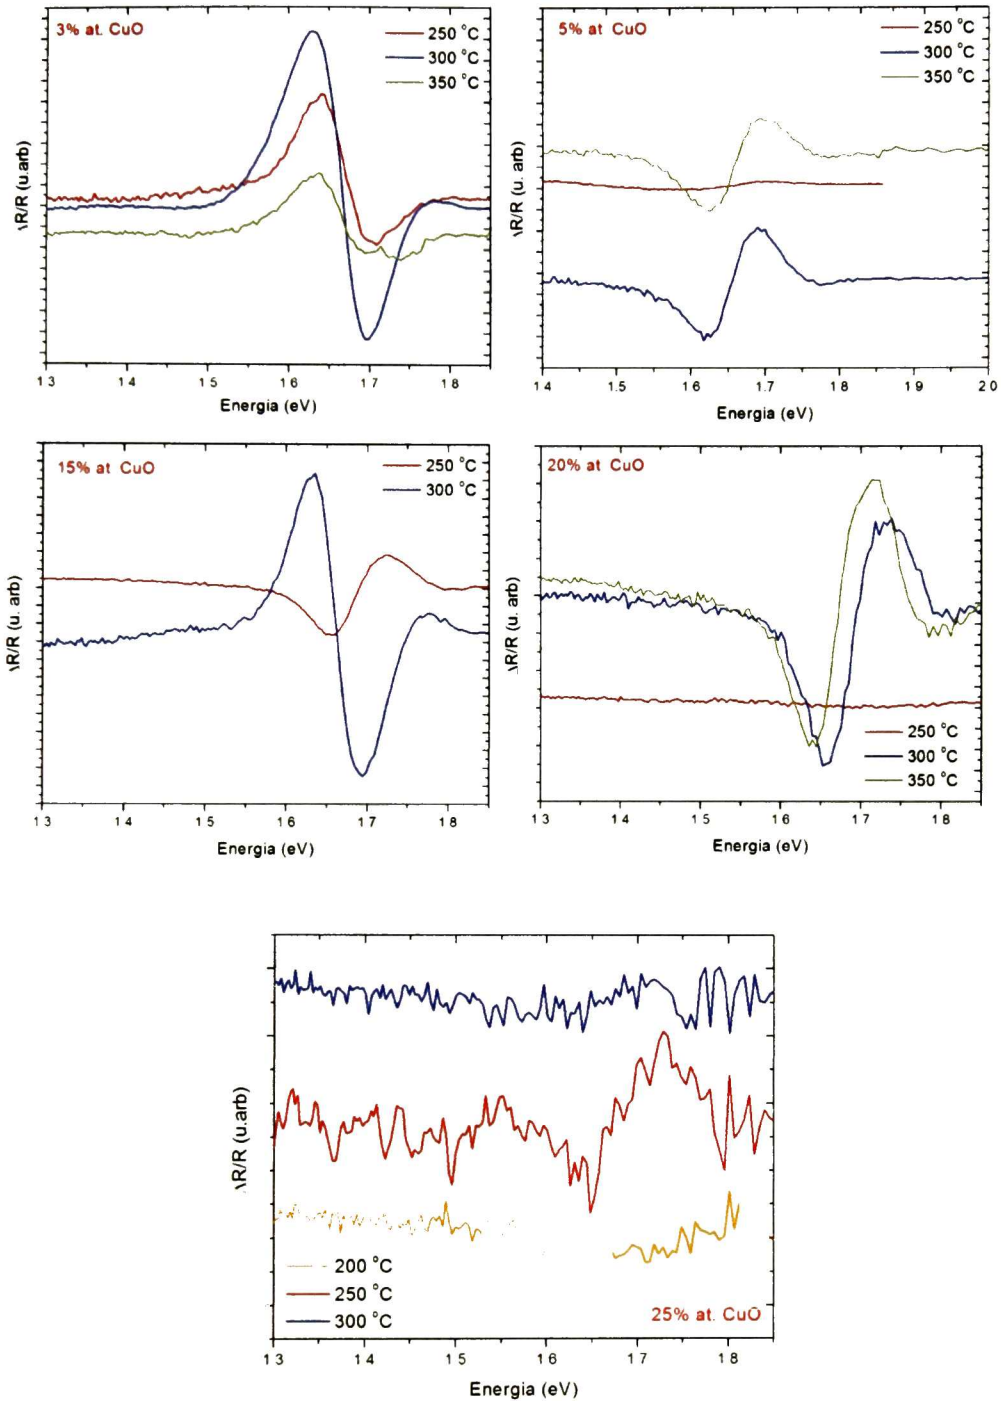 3% at. CuO
250 °C
300 °C
350 °C
ΔR/R (u.arb)
1 3 1 4 1 5 1 6 1 7 1 8
Energia (eV)
5% at CuO
250 °C
300 °C
350 °C
ΔR/R (u. arb)
1 4 1 5 1 6 1 7 1 8 1 9 2 0
Energia (eV)
15% at CuO
250 °C
300 °C
ΔR/R (u. arb)
1 3 1 4 1 5 1 6 1 7 1 8
Energia (eV)
20% at CuO
250 °C
300 °C
350 °C
ΔR/R (u. arb)
1 3 1 4 1 5 1 6 1 7 1 8
Energia (eV)
200 °C
250 °C
300 °C
25% at. CuO
ΔR/R (u.arb)
1 3 1 4 1 5 1 6 1 7 1 8
Energia (eV)